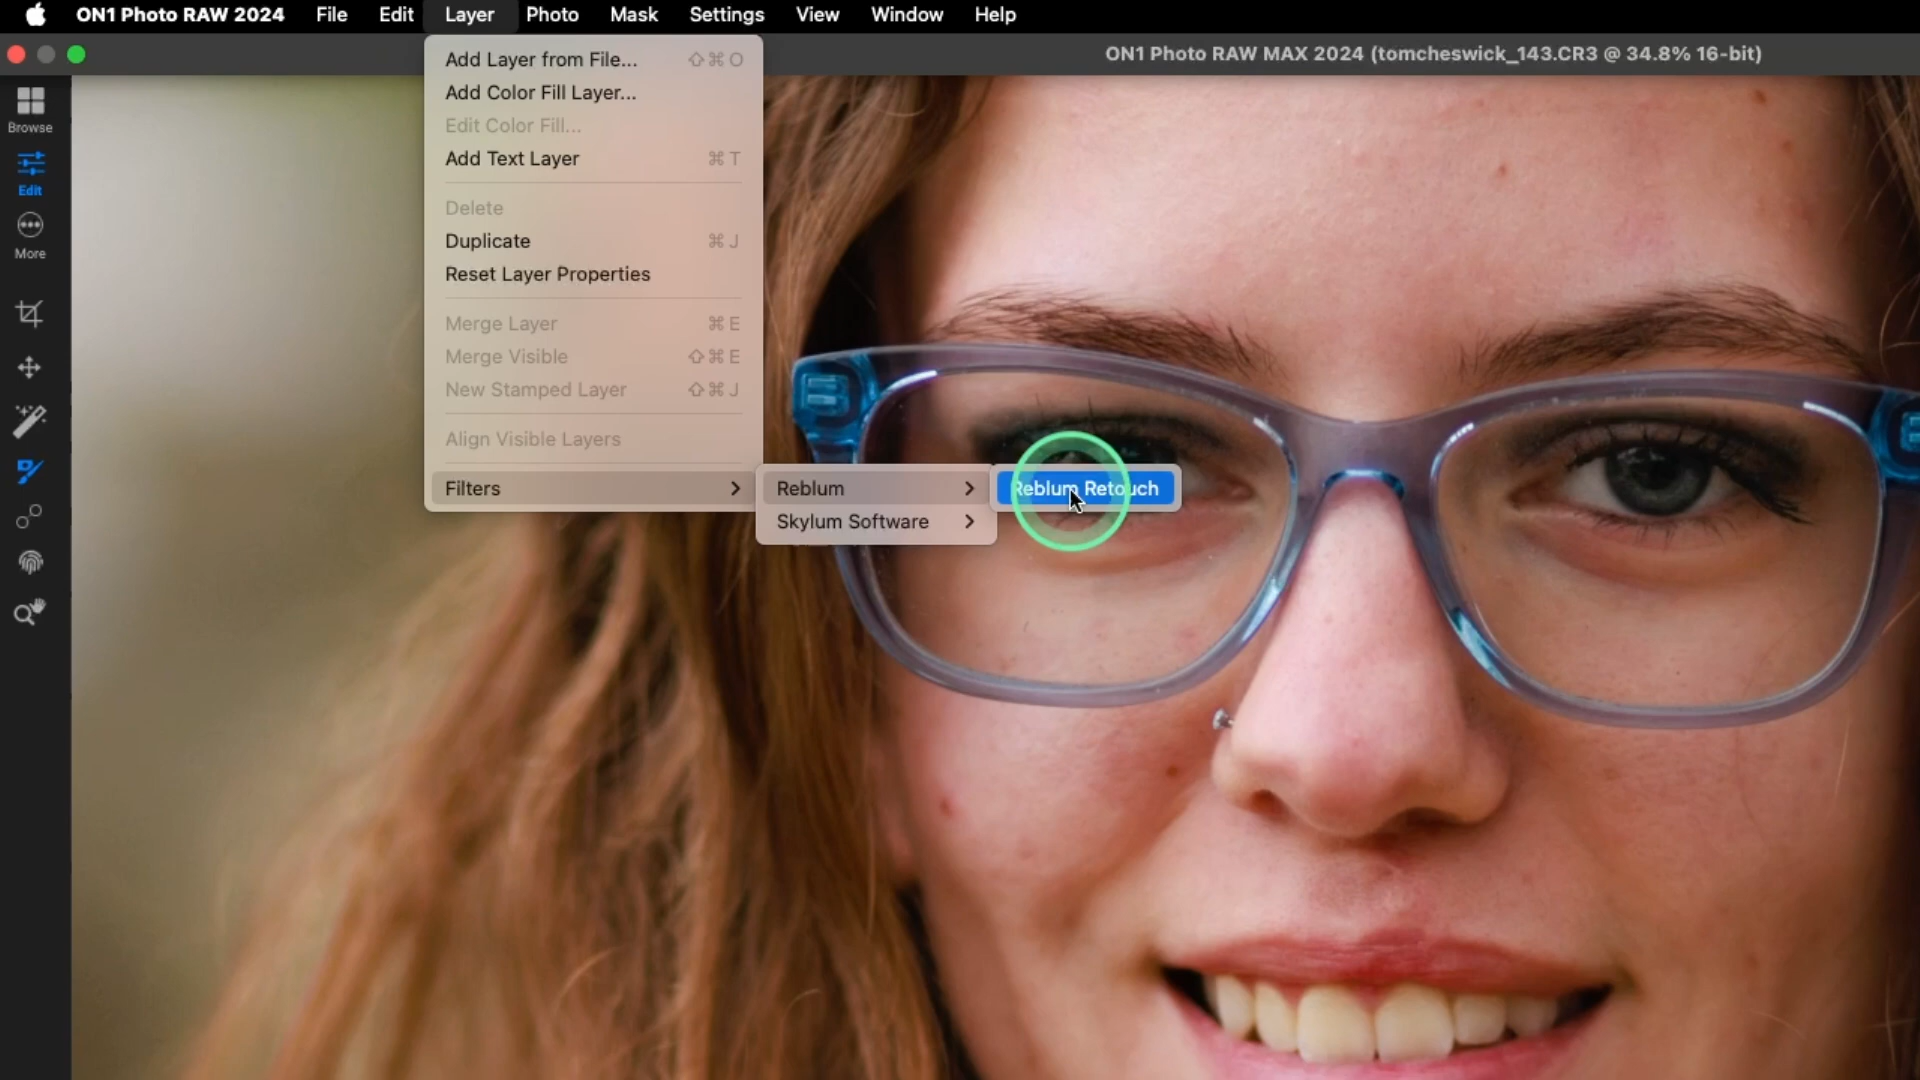 ON1 Photo RAW 2024 File Edit Layer Photo Mask Settings View Window Help
ON1 Photo RAW MAX 2024 (tomcheswick_143.CR3 @ 34.8% 16-bit)
Browse
Edit
More
Add Layer from File... ⇧⌘O
Add Color Fill Layer...
Edit Color Fill...
Add Text Layer ⌘T
Delete
Duplicate ⌘J
Reset Layer Properties
Merge Layer ⌘E
Merge Visible ⇧⌘E
New Stamped Layer ⇧⌘J
Align Visible Layers
Filters
Reblum
Skylum Software
Reblum Retouch